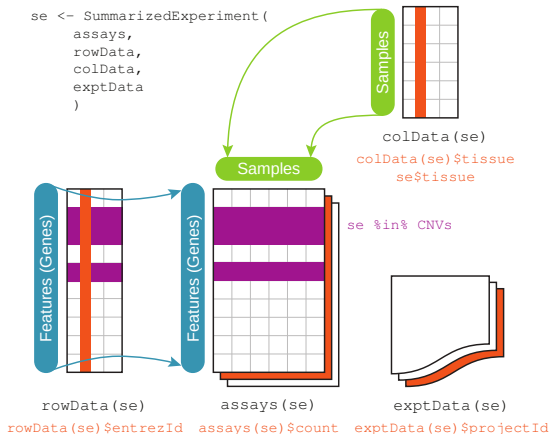 se <- SummarizedExperiment(
assays,
rowData,
colData,
exptData
)
Samples
colData(se)
colData(se)$tissue
se$tissue
Samples
Features (Genes)
Features (Genes)
se %in% CNVs
rowData(se)
assays(se)
exptData(se)
rowData(se)$entrezId
assays(se)$count
exptData(se)$projectId